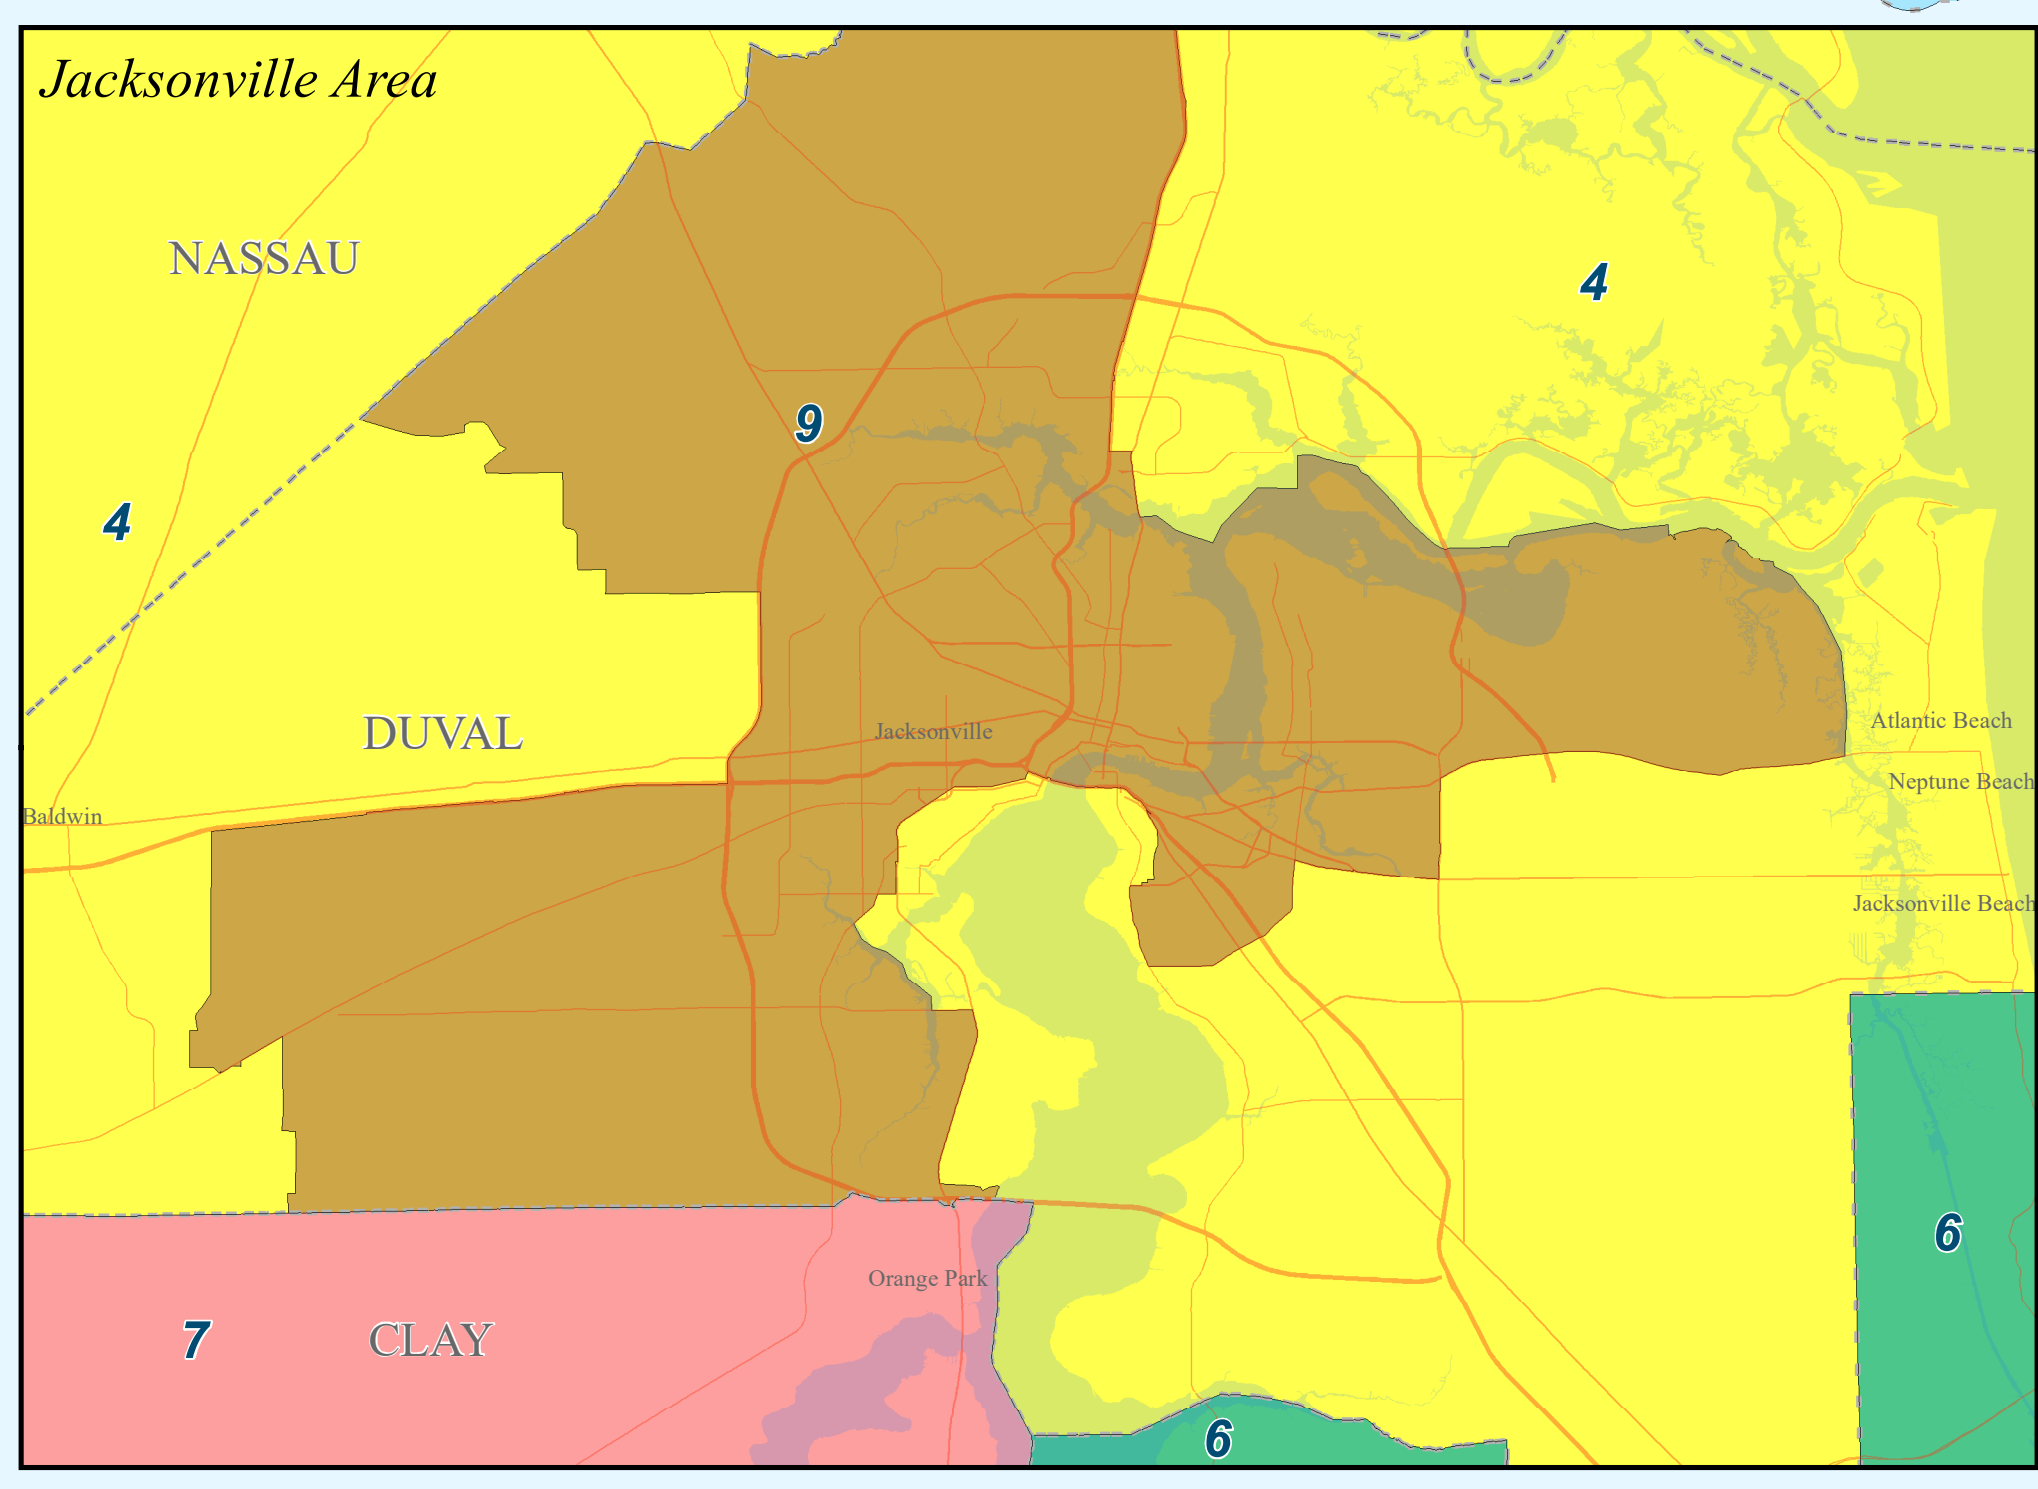 Jacksonville Area
NASSAU
4
9
4
DUVAL
Jacksonville
Atlantic Beach
Neptune Beach
Baldwin
Jacksonville Beach
6
Orange Park
7
CLAY
6